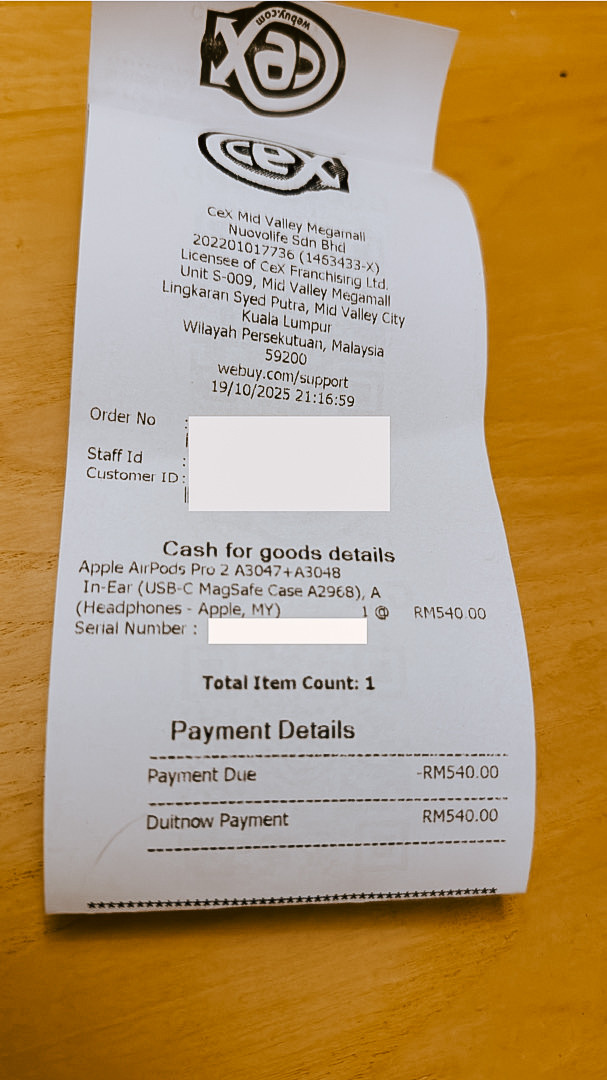 webuy.com
CeX
CeX
CeX Mid Valley Megamall
Nuovolife Sdn Bhd
202201017736 (1463433-X)
Licensee of CeX Franchising Ltd.
Unit S-009, Mid Valley Megamall
Lingkaran Syed Putra, Mid Valley City
Kuala Lumpur
Wilayah Persekutuan, Malaysia
59200
webuy.com/support
19/10/2025 21:16:59
Order No :
Staff Id :
Customer ID :
Cash for goods details
Apple AirPods Pro 2 A3047+A3048
In-Ear (USB-C MagSafe Case A2968), A
(Headphones - Apple, MY) 1 @ RM540.00
Serial Number :
Total Item Count: 1
Payment Details
Payment Due -RM540.00
Duitnow Payment RM540.00